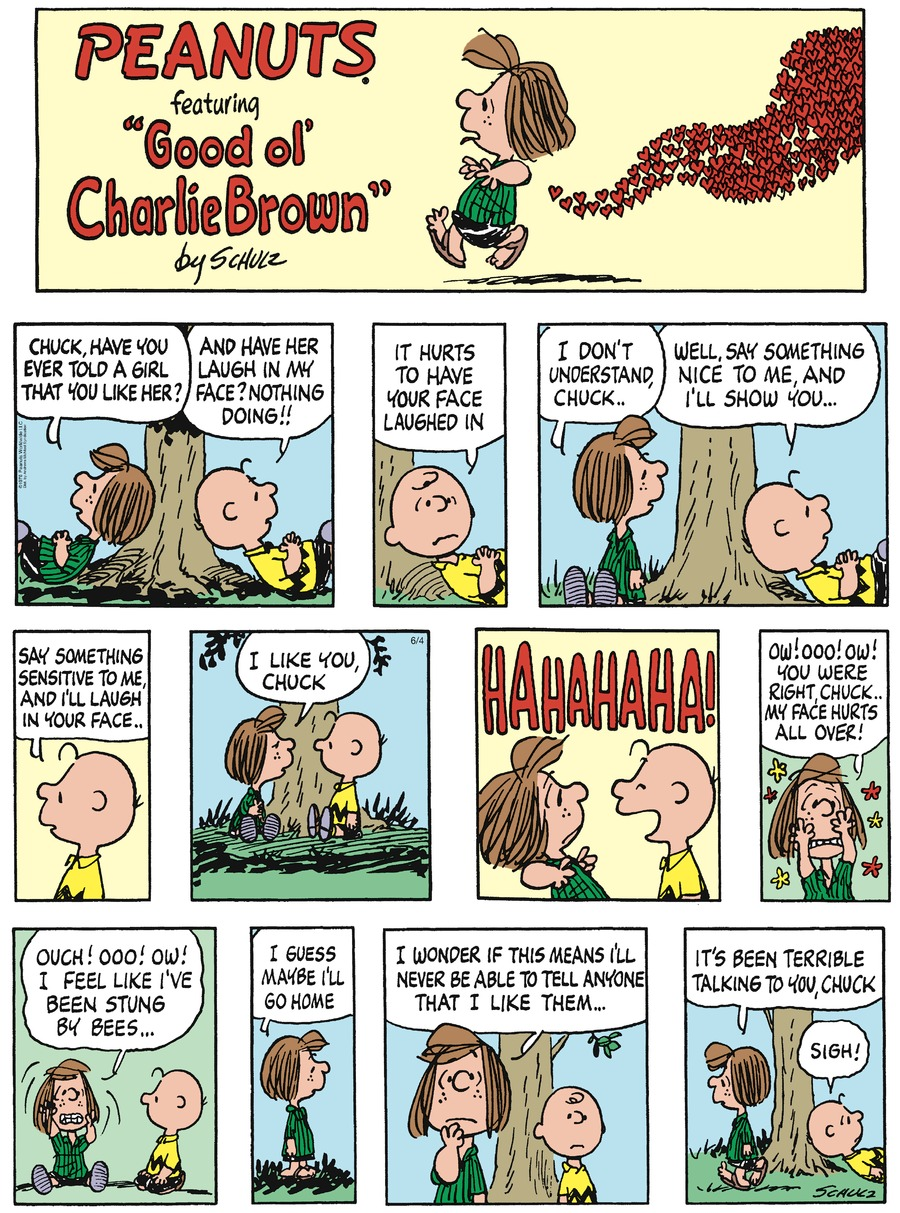 PEANUTS
featuring
"Good ol'
Charlie Brown"
by SCHULZ
CHUCK, HAVE YOU
EVER TOLD A GIRL
THAT YOU LIKE HER?
AND HAVE HER
LAUGH IN MY
FACE? NOTHING
DOING!!
IT HURTS
TO HAVE
YOUR FACE
LAUGHED IN
I DON'T
UNDERSTAND,
CHUCK..
WELL, SAY SOMETHING
NICE TO ME, AND
I'LL SHOW YOU...
SAY SOMETHING
SENSITIVE TO ME,
AND I'LL LAUGH
IN YOUR FACE..
6/4
I LIKE YOU,
CHUCK
HAHAHAHA!
OW! OOO! OW!
YOU WERE
RIGHT, CHUCK..
MY FACE HURTS
ALL OVER!
OUCH! OOO! OW!
I FEEL LIKE I'VE
BEEN STUNG
BY BEES...
I GUESS
MAYBE I'LL
GO HOME
I WONDER IF THIS MEANS I'LL
NEVER BE ABLE TO TELL ANYONE
THAT I LIKE THEM...
IT'S BEEN TERRIBLE
TALKING TO YOU, CHUCK
SIGH!
SCHULZ